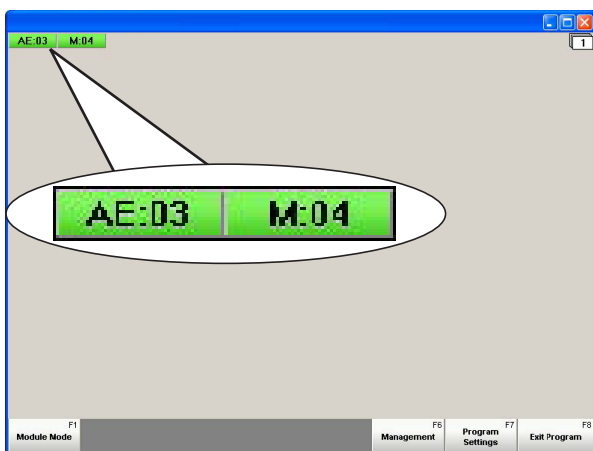 AE:03 M:04
1
AE:03 M:04
F1
Module Node
F6
Management
F7
Program
Settings
F8
Exit Program